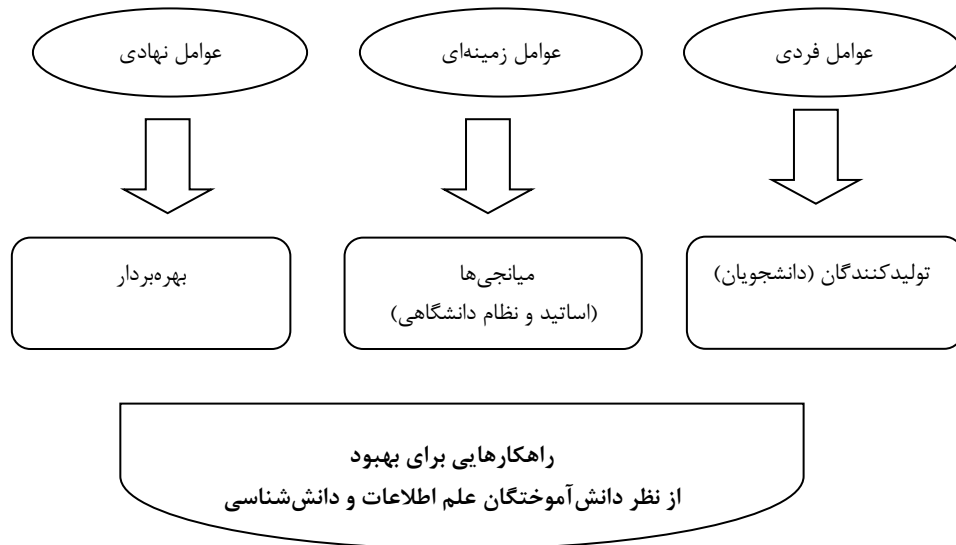 عوامل فردی
عوامل زمینه‌ای
عوامل نهادی
تولیدکنندگان (دانشجویان)
میانجی‌ها
(اساتید و نظام دانشگاهی)
بهره‌بردار
راهکارهایی برای بهبود
از نظر دانش‌آموختگان علم اطلاعات و دانش‌شناسی